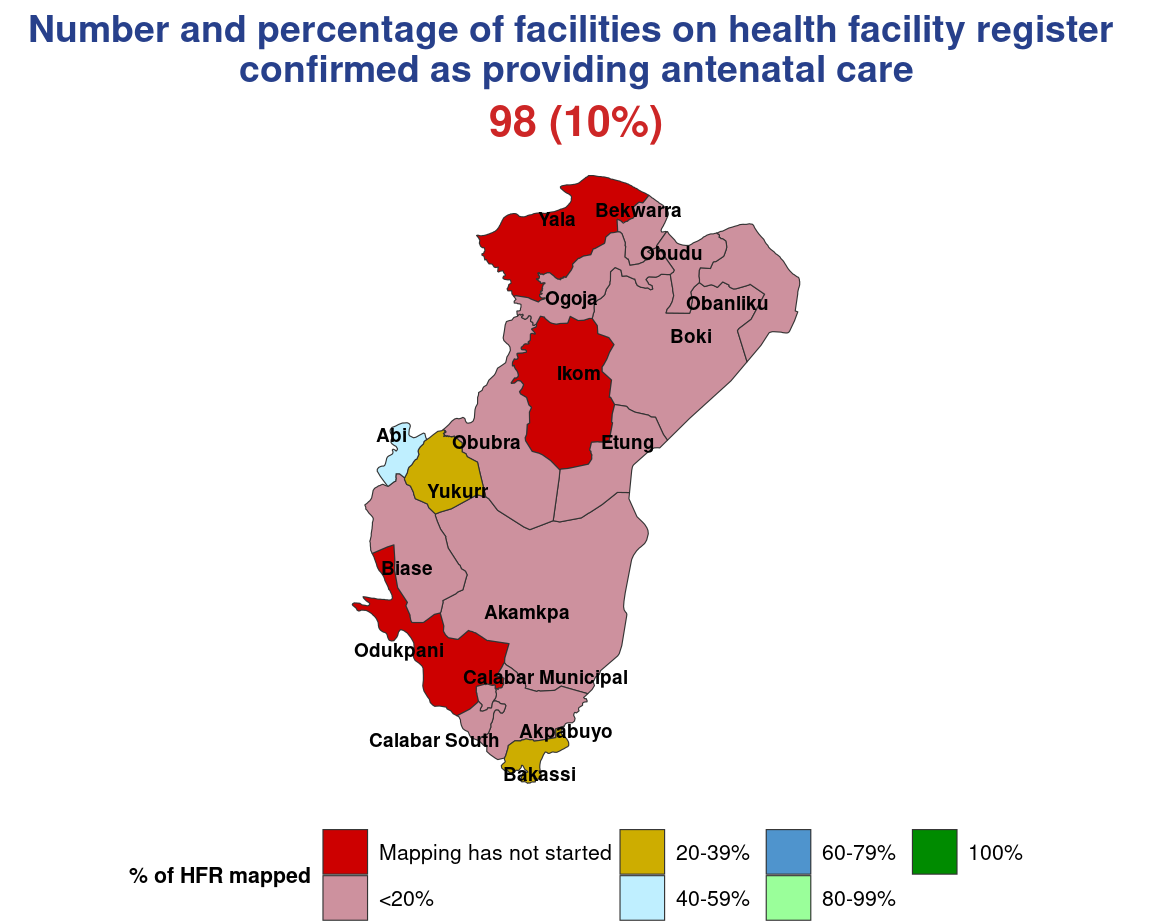 Number and percentage of facilities on health facility register
confirmed as providing antenatal care
98 (10%)
Bekwarra
Yala
Obudu
Ogoja
Obanliku
Boki
Ikom
Abi
Obubra
Etung
Yukurr
Biase
Akamkpa
Odukpani
Calabar Municipal
Akpabuyo
Calabar South
Bakassi
% of HFR mapped
Mapping has not started
<20%
20-39%
40-59%
60-79%
80-99%
100%